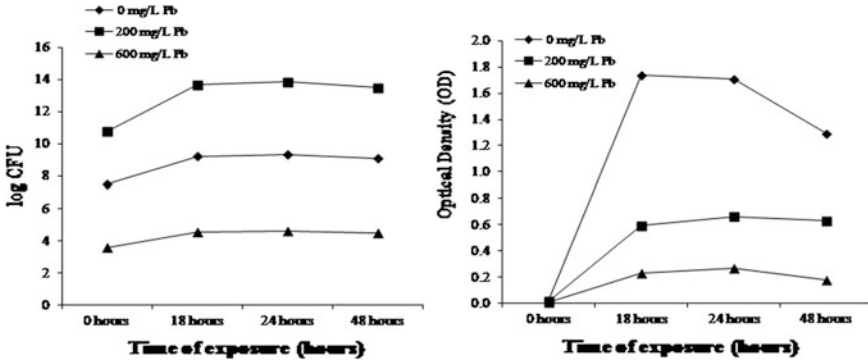 0 mg/L Pb
200 mg/L Pb
600 mg/L Pb
16
14
12
10
8
6
4
2
0
log CFU
0 hours
18 hours
24 hours
48 hours
Time of exposure (hours)
0 mg/L Pb
200 mg/L Pb
600 mg/L Pb
2.0
1.8
1.6
1.4
1.2
1.0
0.8
0.6
0.4
0.2
0.0
Optical Density (OD)
0 hours
18 hours
24 hours
48 hours
Time of exposure (hours)